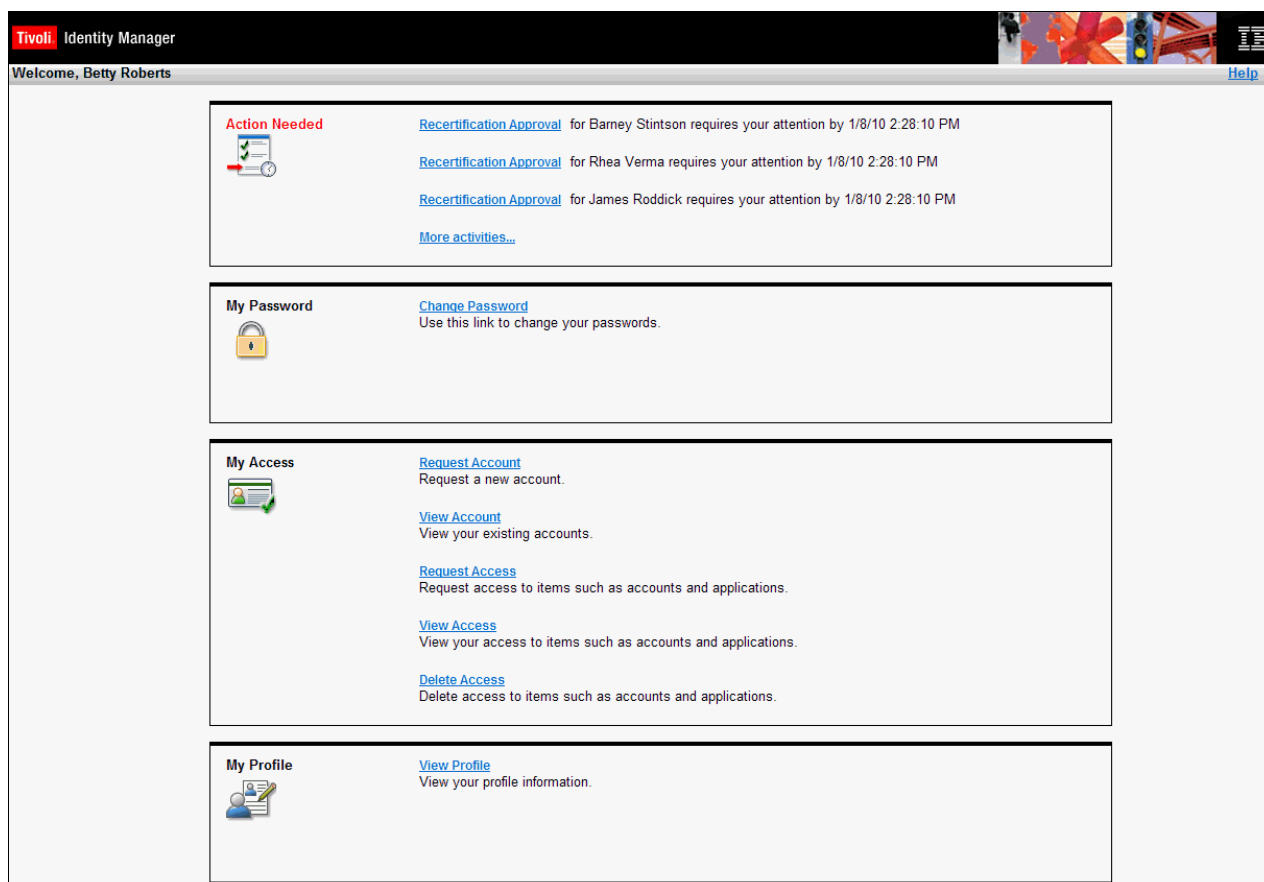 Tivoli. Identity Manager
Welcome, Betty Roberts
Help
Action Needed
Recertification Approval for Barney Stintson requires your attention by 1/8/10 2:28:10 PM
Recertification Approval for Rhea Verma requires your attention by 1/8/10 2:28:10 PM
Recertification Approval for James Roddick requires your attention by 1/8/10 2:28:10 PM
More activities...
My Password
Change Password
Use this link to change your passwords.
My Access
Request Account
Request a new account.
View Account
View your existing accounts.
Request Access
Request access to items such as accounts and applications.
View Access
View your access to items such as accounts and applications.
Delete Access
Delete access to items such as accounts and applications.
My Profile
View Profile
View your profile information.